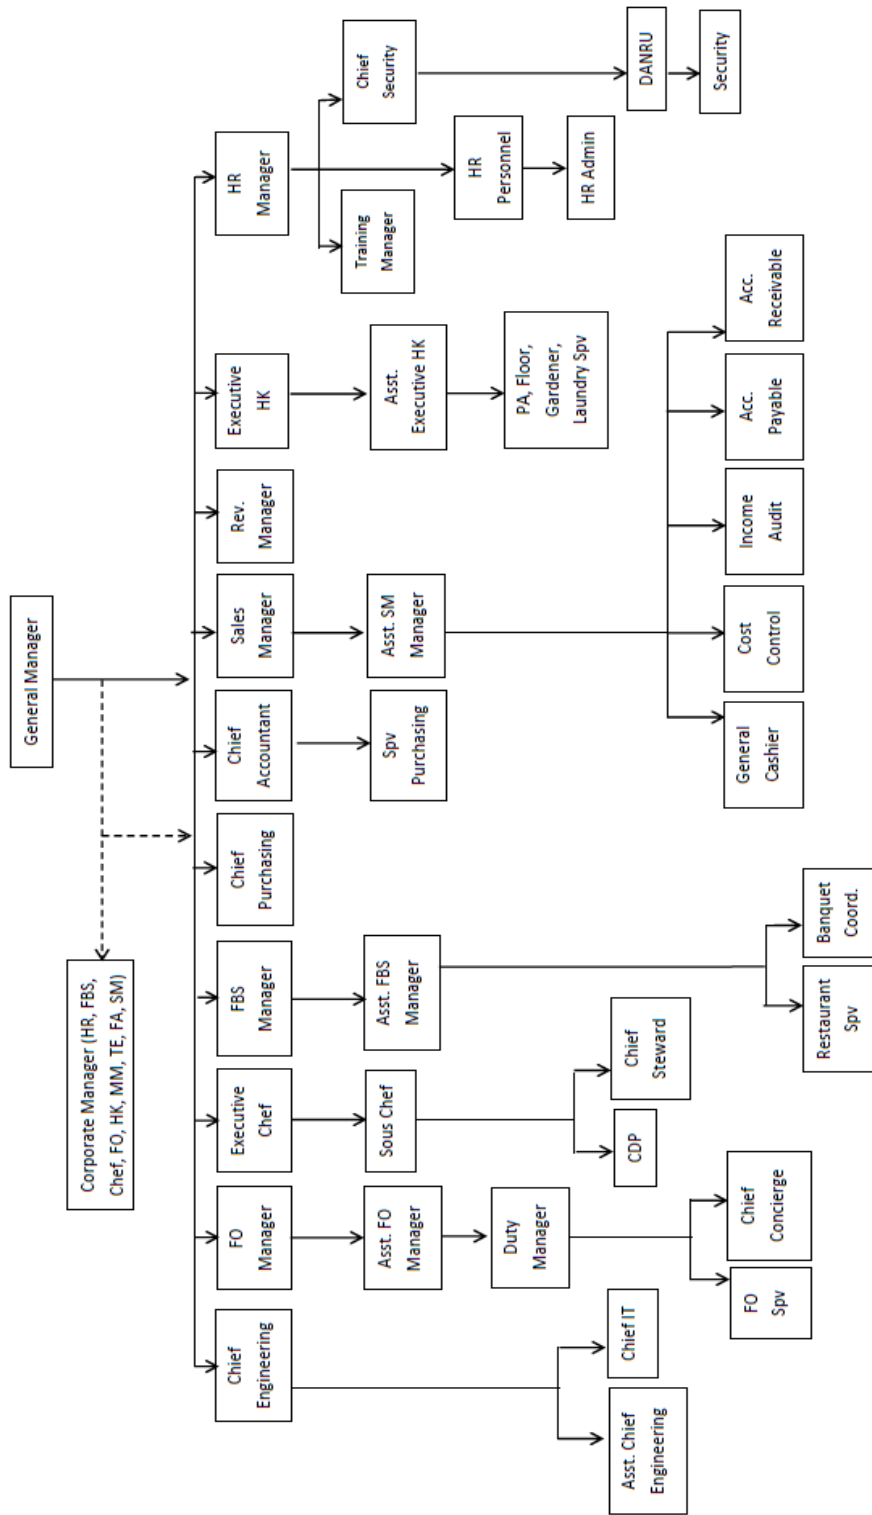 General Manager
Corporate Manager (HR, FBS,
Chef, FO, HK, MM, TE, FA, SM)
Chief
Engineering
FO
Manager
Executive
Chef
FBS
Manager
Chief
Purchasing
Chief
Accountant
Sales
Manager
Rev.
Manager
Executive
HK
HR
Manager
Asst. FO
Manager
Sous Chef
Asst. FBS
Manager
Spv
Purchasing
Asst. SM
Manager
Asst.
Executive HK
Training
Manager
Chief
Security
Duty
Manager
PA, Floor,
Gardener,
Laundry Spv
HR
Personnel
HR Admin
Asst. Chief
Engineering
Chief IT
CDP
Chief
Steward
DANRU
Security
FO
Spv
Chief
Concierge
Restaurant
Spv
Banquet
Coord.
General
Cashier
Cost
Control
Income
Audit
Acc.
Payable
Acc.
Receivable